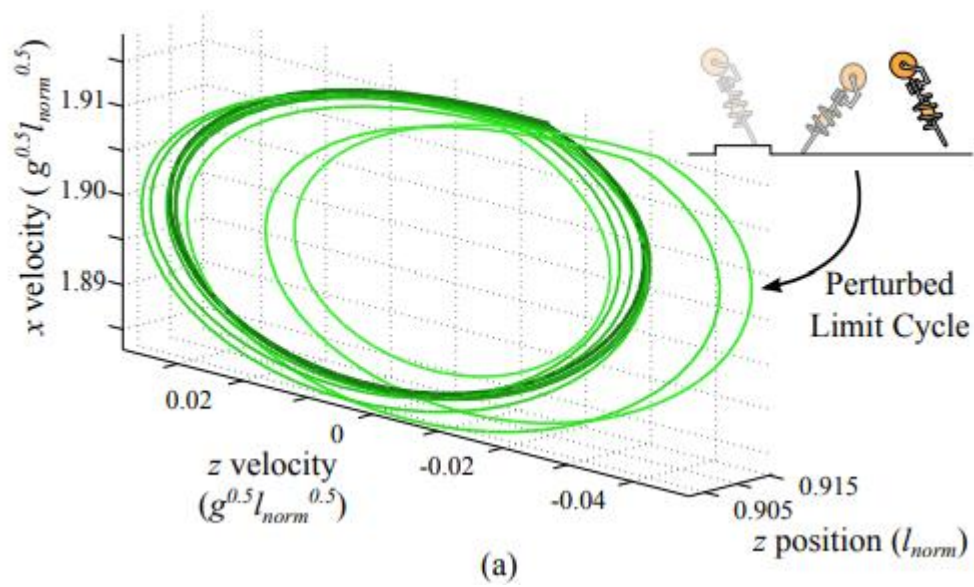 x velocity ( g^0.5 l_norm^0.5)
1.91
1.90
1.89
0.02
0
-0.02
-0.04
z velocity
(g^0.5 l_norm^0.5)
0.915
0.905
z position (l_norm)
Perturbed
Limit Cycle
(a)